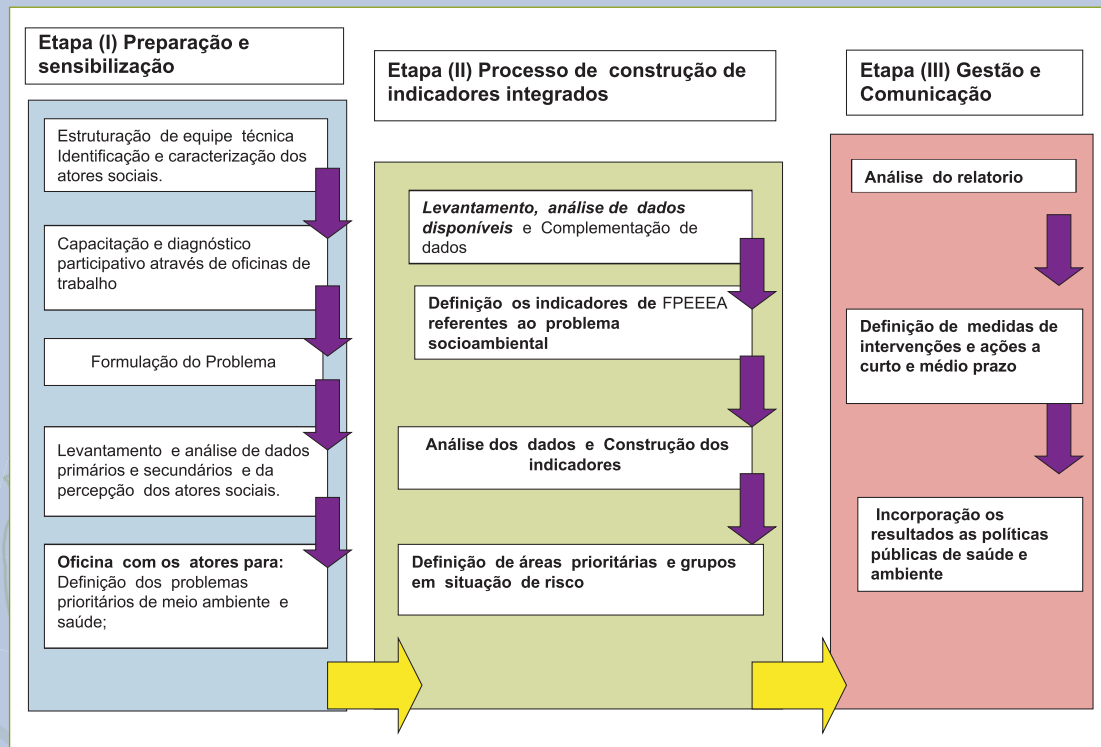 Etapa (I) Preparação e
sensibilização
Estruturação de equipe técnica
Identificação e caracterização dos
atores sociais.
Capacitação e diagnóstico
participativo através de oficinas de
trabalho
Formulação do Problema
Levantamento e análise de dados
primários e secundários e da
percepção dos atores sociais.
Oficina com os atores para:
Definição dos problemas
prioritários de meio ambiente e
saúde;
Etapa (II) Processo de construção de
indicadores integrados
Levantamento, análise de dados
disponíveis e Complementação de
dados
Definição os indicadores de FPEEEA
referentes ao problema
socioambiental
Análise dos dados e Construção dos
indicadores
Definição de áreas prioritárias e grupos
em situação de risco
Etapa (III) Gestão e
Comunicação
Análise do relatorio
Definição de medidas de
intervenções e ações a
curto e médio prazo
Incorporação os
resultados as políticas
públicas de saúde e
ambiente